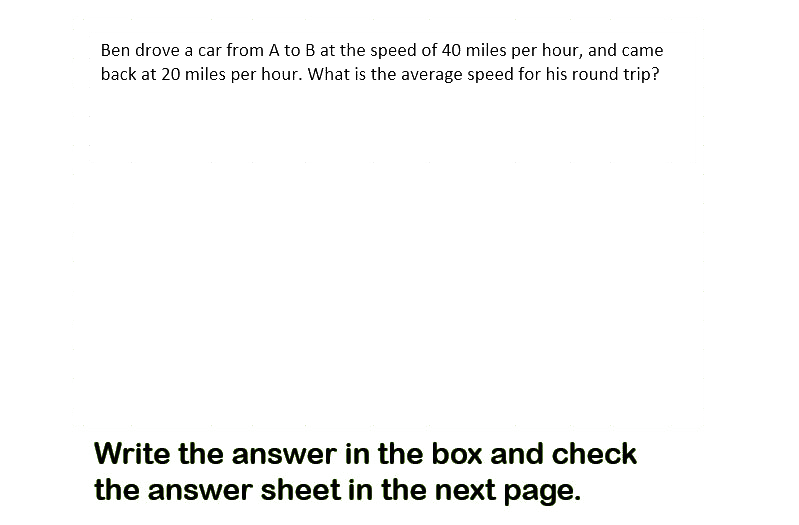 Ben drove a car from A to B at the speed of 40 miles per hour, and came
back at 20 miles per hour. What is the average speed for his round trip?
Write the answer in the box and check
the answer sheet in the next page.